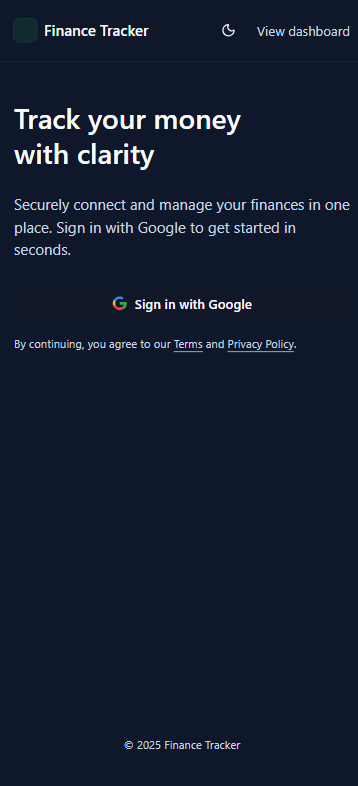 Finance Tracker
View dashboard
Track your money
with clarity
Securely connect and manage your finances in one
place. Sign in with Google to get started in
seconds.
Sign in with Google
By continuing, you agree to our Terms and Privacy Policy.
© 2025 Finance Tracker